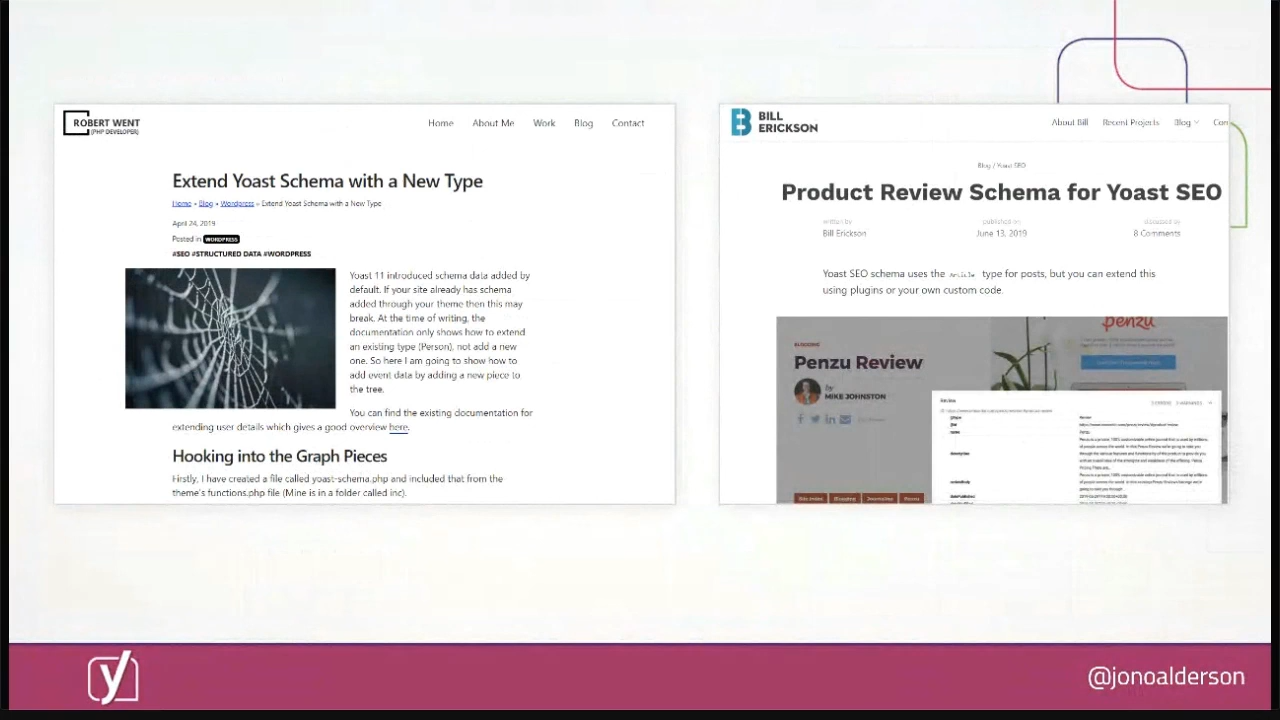 ROBERT WENT
(PHP DEVELOPER)
Home About Me Work Blog Contact
Extend Yoast Schema with a New Type
Home » Blog » Wordpress » Extend Yoast Schema with a New Type
April 24, 2019
Posted in WORDPRESS
#SEO #STRUCTURED DATA #WORDPRESS
Yoast 11 introduced schema data added by
default. If your site already has schema
added through your theme then this may
break. At the time of writing, the
documentation only shows how to extend
an existing type (Person), not add a new
one. So here I am going to show how to
add event data by adding a new piece to
the tree.
You can find the existing documentation for
extending user details which gives a good overview here.
Hooking into the Graph Pieces
Firstly, I have created a file called yoast-schema.php and included that from the
theme's functions.php file (Mine is in a folder called inc).
BILL
ERICKSON
About Bill Recent Projects Blog Con
Blog / Yoast SEO
Product Review Schema for Yoast SEO
written by published on discussed by
Bill Erickson June 13, 2019 8 Comments
Yoast SEO schema uses the Article type for posts, but you can extend this
using plugins or your own custom code.
penzu
BLOGGING
Penzu Review
by
MIKE JOHNSTON
Review
y
@jonoalderson